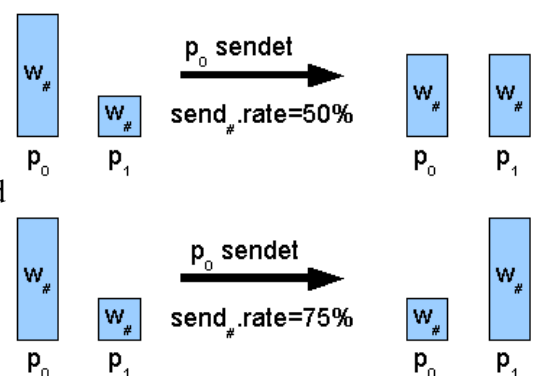 w# p₀ sendet w#
w# send#.rate=50% w#
p₀ p₁ p₀ p₁
d
w# p₀ sendet w#
w# send#.rate=75% w#
p₀ p₁ p₀ p₁